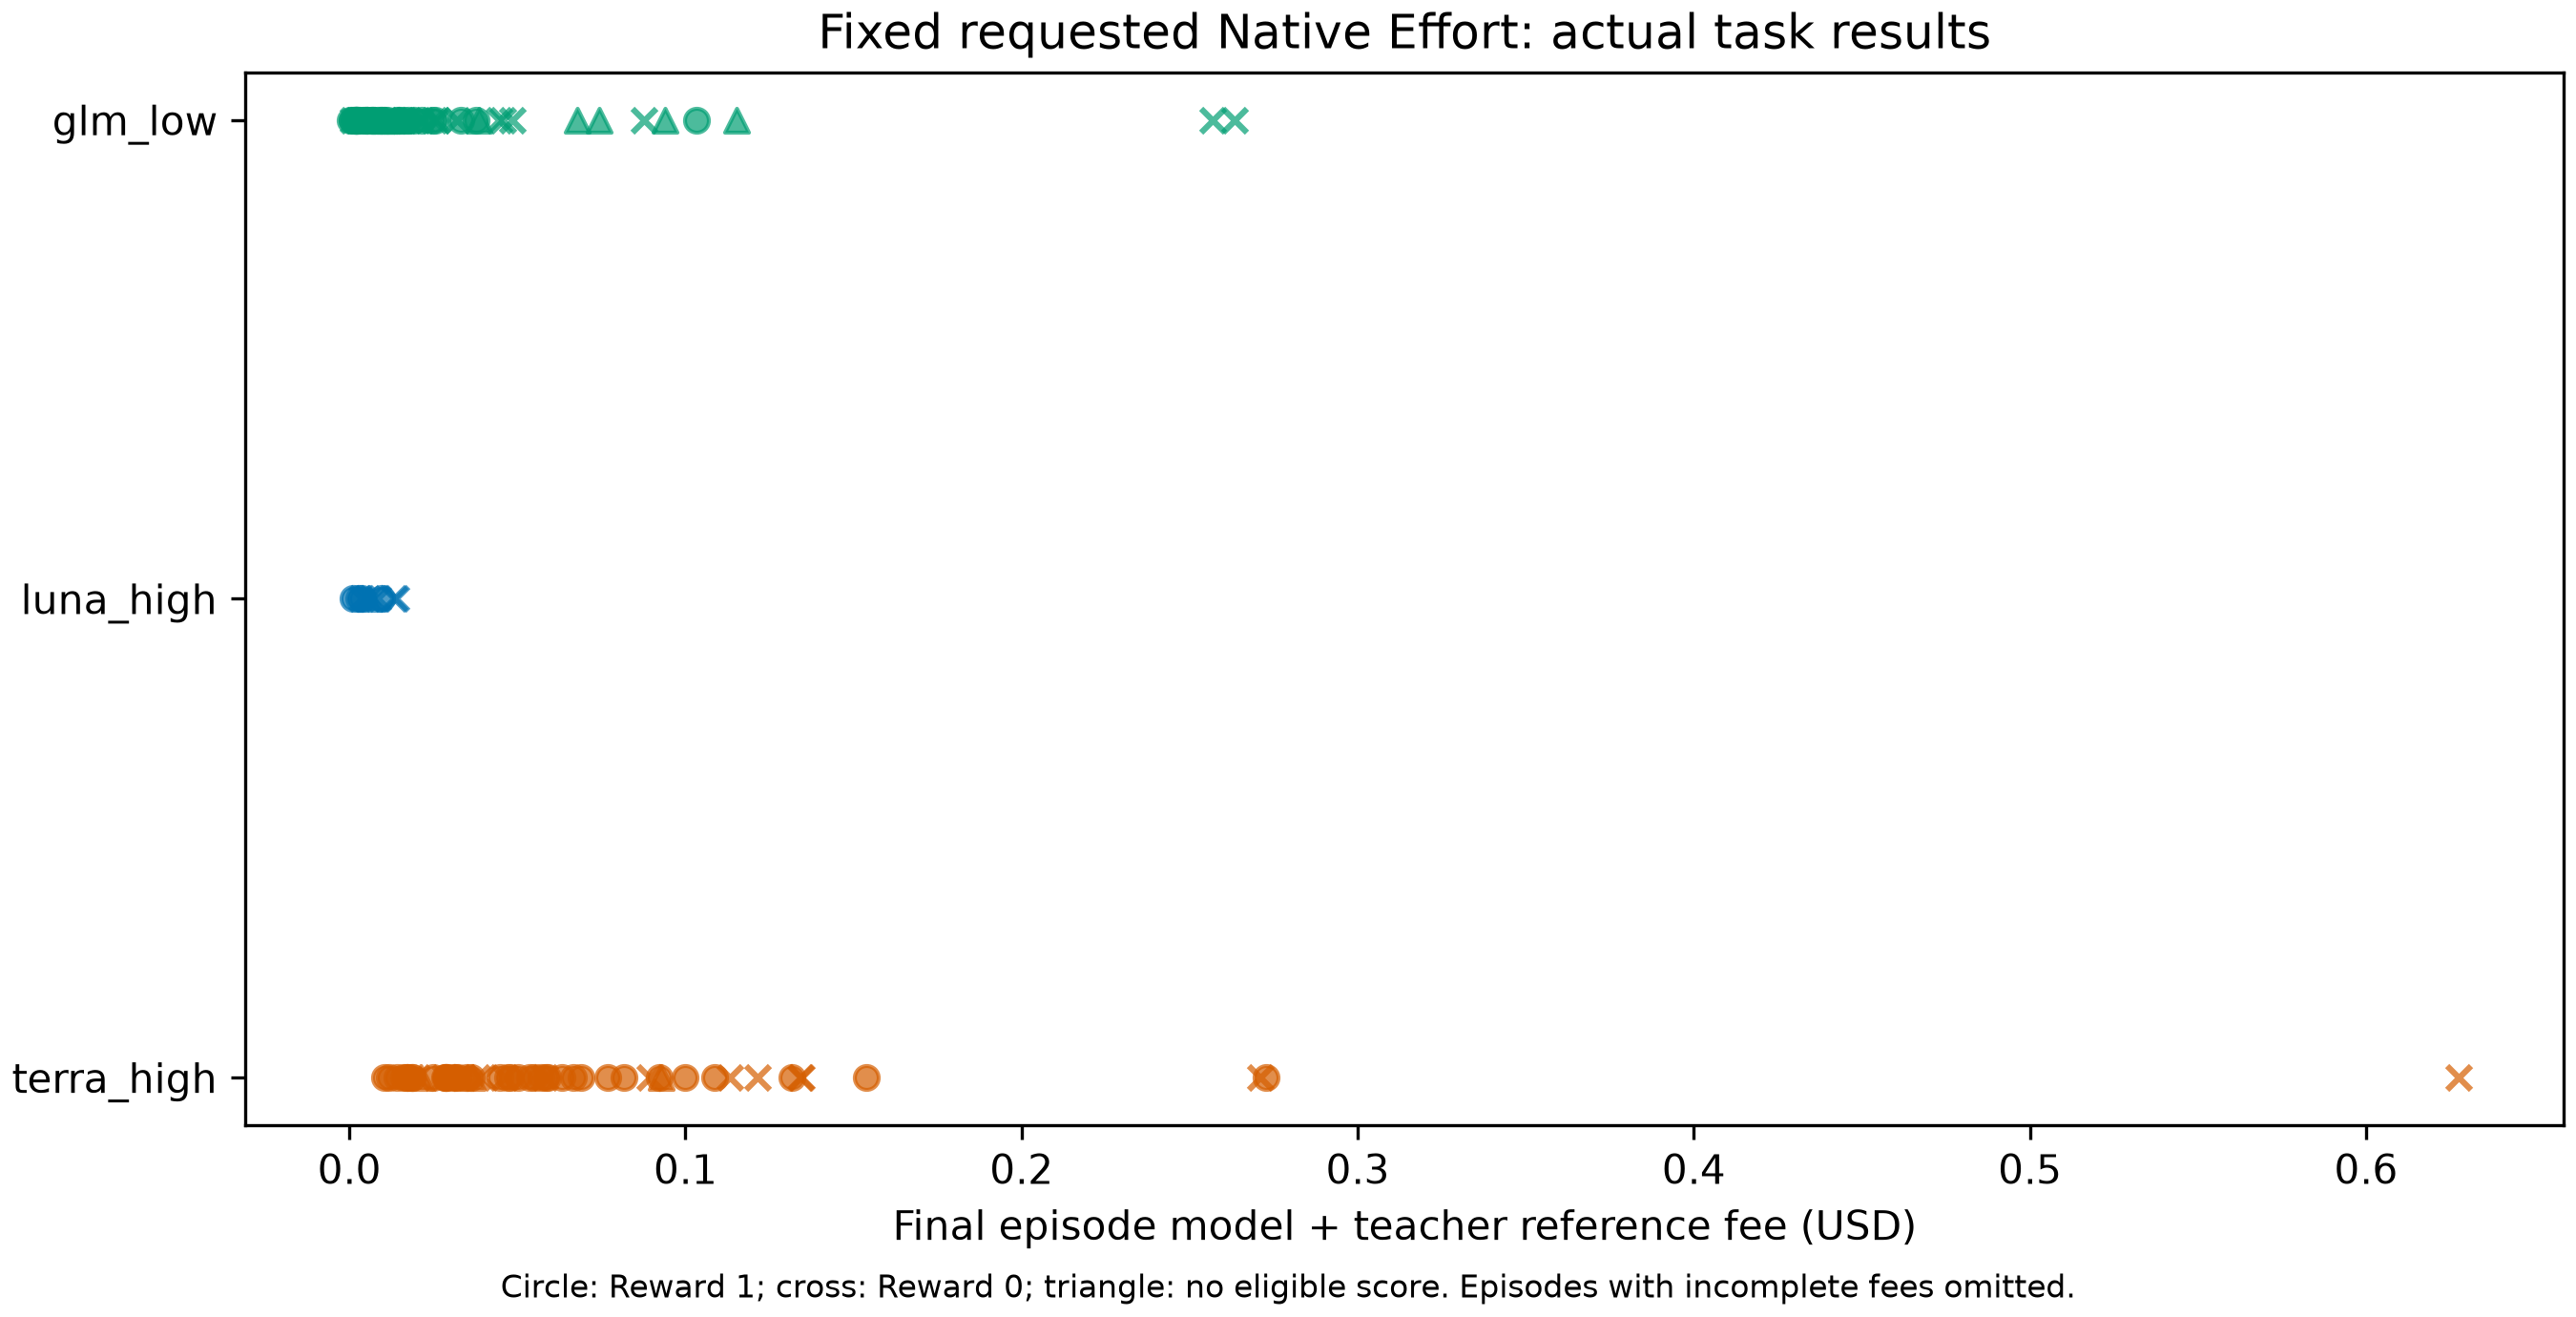 Fixed requested Native Effort: actual task results
glm_low
luna_high
terra_high
0.0 0.1 0.2 0.3 0.4 0.5 0.6
Final episode model + teacher reference fee (USD)
Circle: Reward 1; cross: Reward 0; triangle: no eligible score. Episodes with incomplete fees omitted.